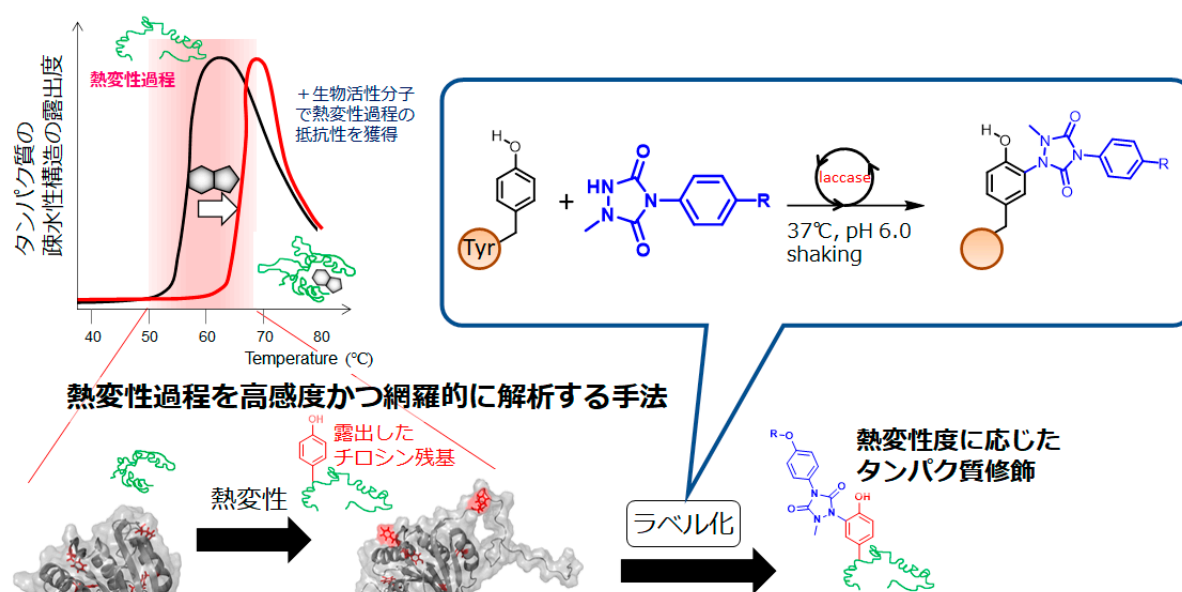 タンパク質の
疎水性構造の露出度
熱変性過程
+生物活性分子
で熱変性過程の
抵抗性を獲得
40
50
60
70
80
Temperature (℃)
H
O
Tyr
+
O
HN
N
N
O
R
laccase
37℃, pH 6.0
shaking
H
O
N
O
N
N
O
R
熱変性過程を高感度かつ網羅的に解析する手法
OH
露出した
チロシン残基
熱変性
ラベル化
熱変性度に応じた
タンパク質修飾
R-O
N
O
O
N
N
OH